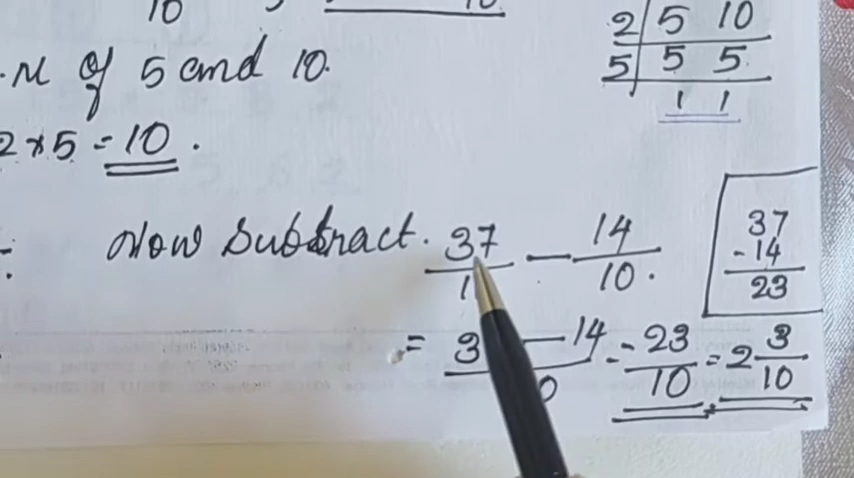 10
2 | 5 10
of 5 and 10.
5 | 5 5
1 1
2 × 5 = 10.
Now Subtract. 37/1 - 14/10.
37
- 14
23
= 3 - 14/0 = 23/10 = 2 3/10